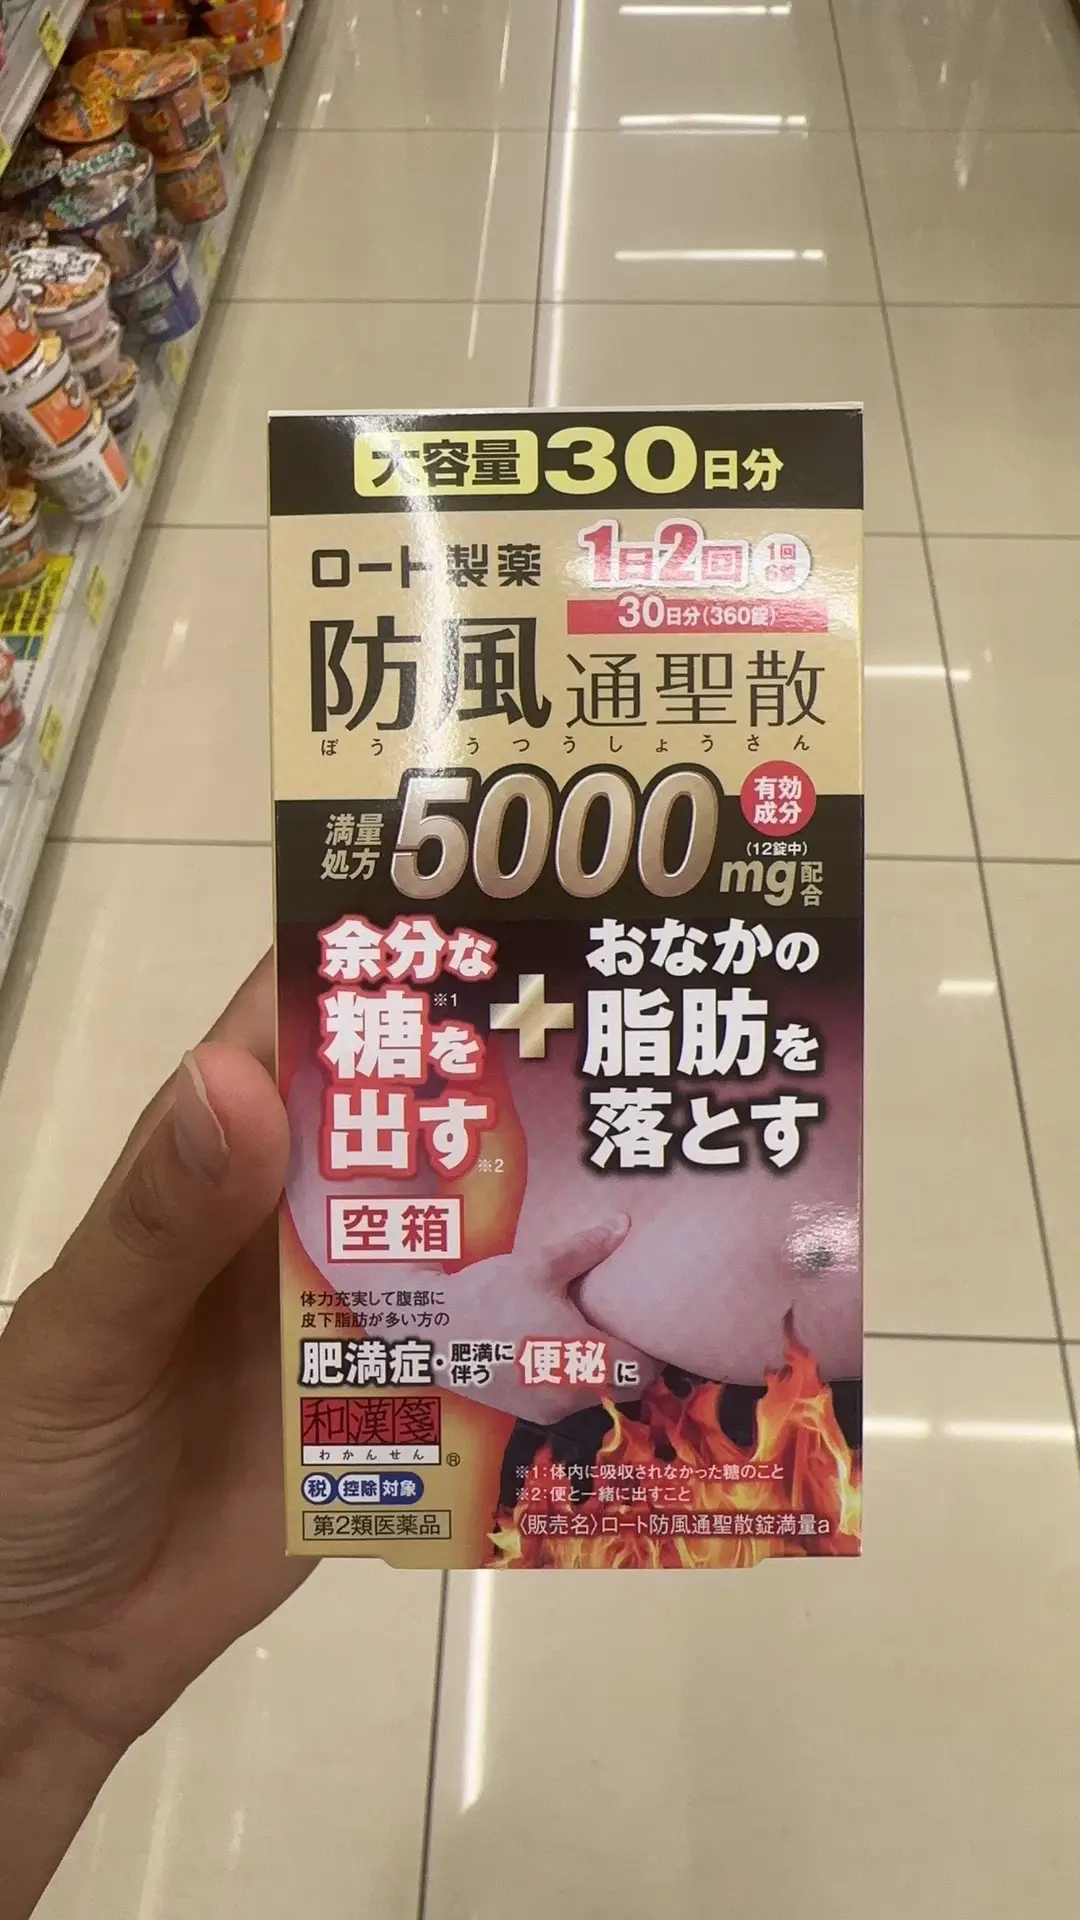 大容量30日分
ロート製薬
1日2回
1回
6錠
30日分(360錠)
防風通聖散
ぼうふうつうしょうさん
満量
処方
5000
mg
配合
(12錠中)
有効
成分
余分な
糖を
※1
出す
※2
+
おなかの
脂肪を
落とす
空箱
体力充実して腹部に
皮下脂肪が多い方の
肥満症・肥満に伴う便秘に
和漢箋
わかんせん
®
税 控除対象
第2類医薬品
※1:体内に吸収されなかった糖のこと
※2:便と一緒に出すこと
〈販売名〉ロート防風通聖散錠満量a